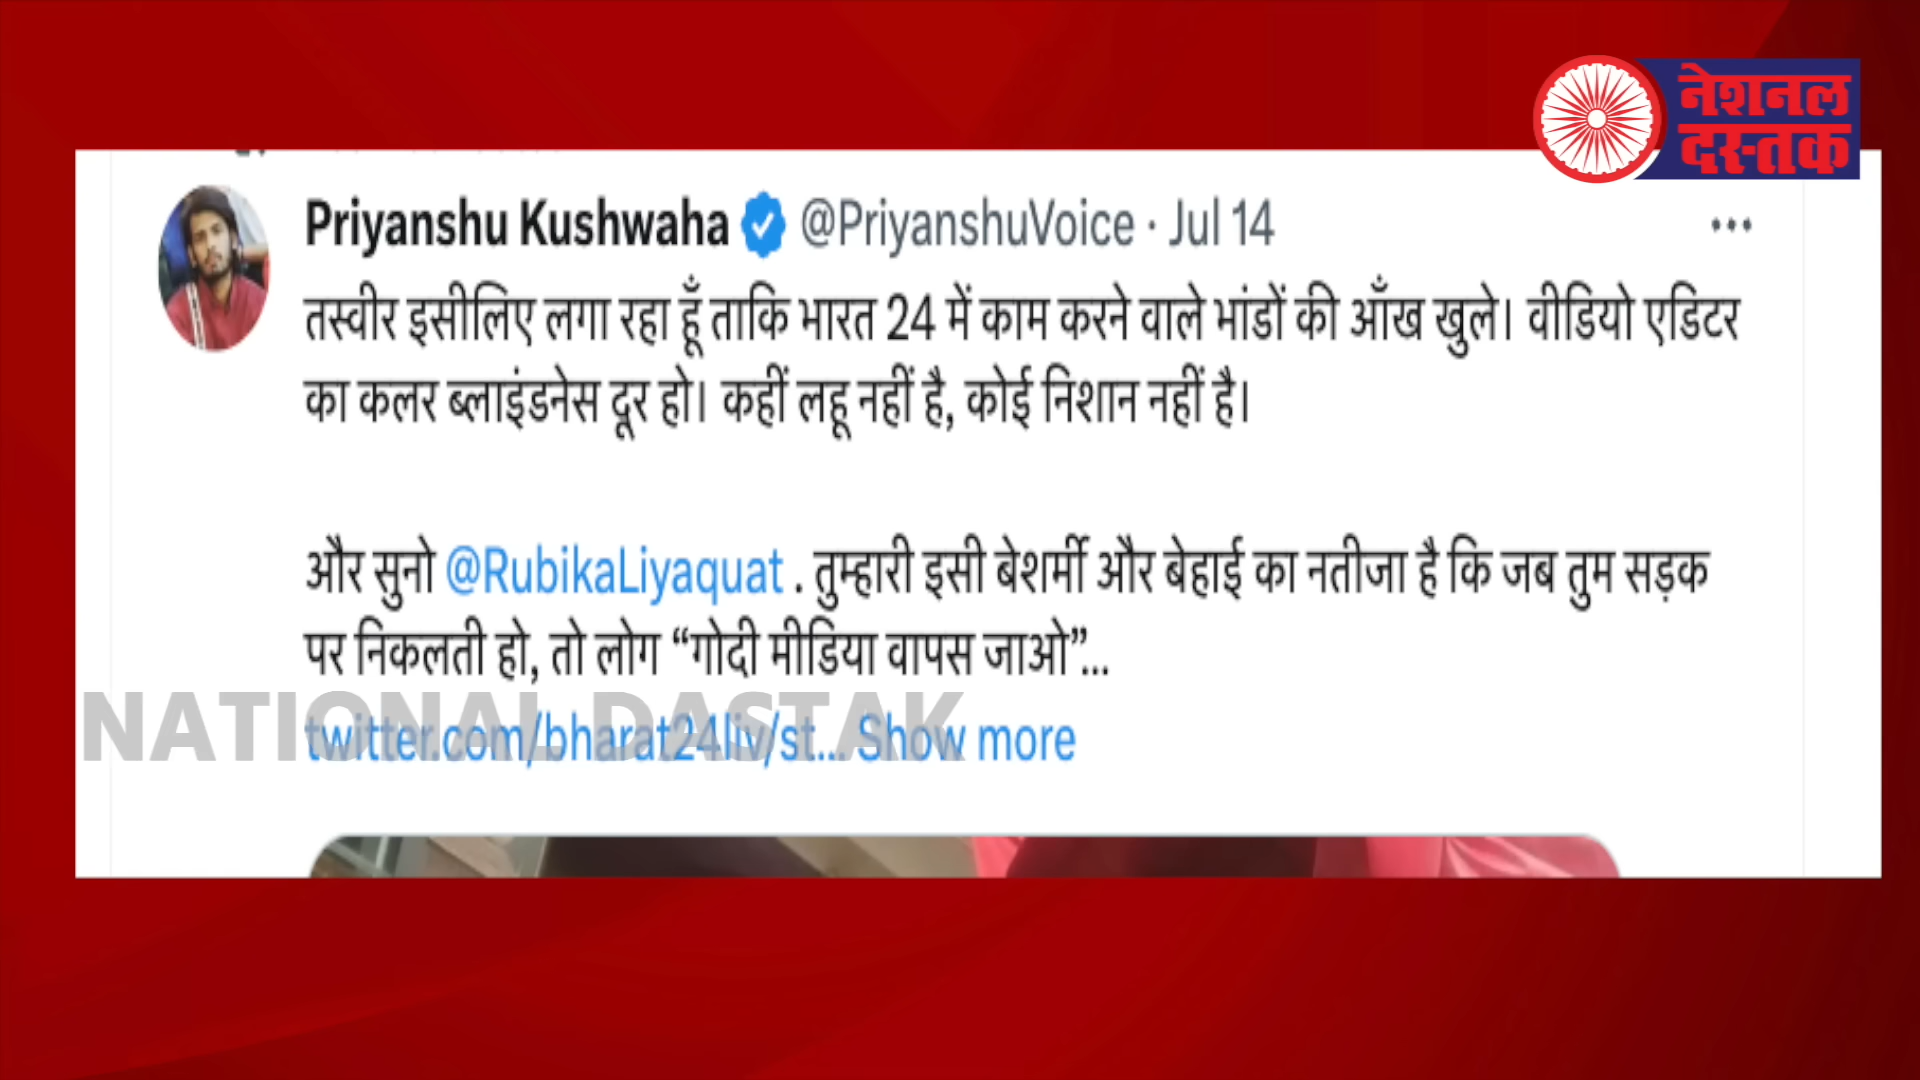 नेशनल
दस्तक
Priyanshu Kushwaha @PriyanshuVoice · Jul 14
तस्वीर इसीलिए लगा रहा हूँ ताकि भारत 24 में काम करने वाले भांडों की आँख खुले। वीडियो एडिटर
का कलर ब्लाइंडनेस दूर हो। कहीं लहू नहीं है, कोई निशान नहीं है।
और सुनो @RubikaLiyaquat . तुम्हारी इसी बेशर्मी और बेहाई का नतीजा है कि जब तुम सड़क
पर निकलती हो, तो लोग “गोदी मीडिया वापस जाओ”...
NATIONAL DASTAK
twitter.com/bharat24liv/st... Show more